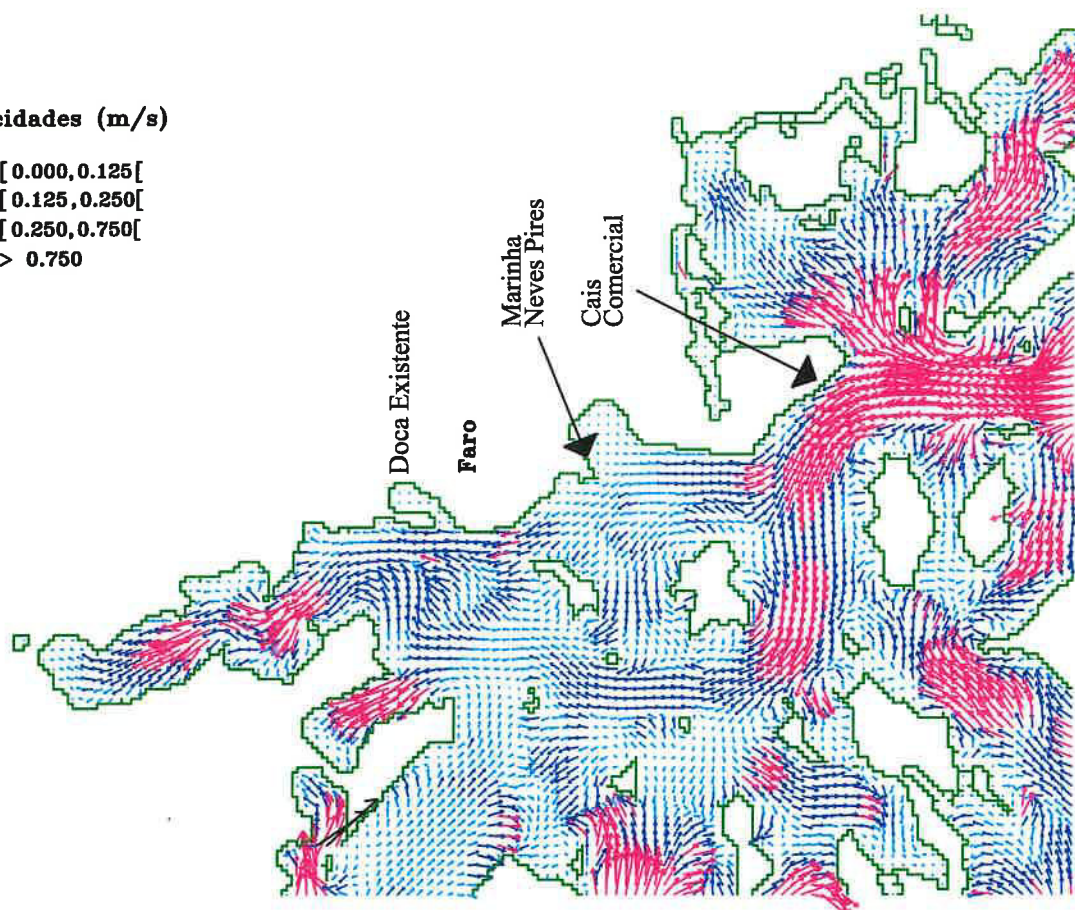 cidades (m/s)
[ 0.000,0.125[
[ 0.125,0.250[
[ 0.250,0.750[
> 0.750
Doca Existente
Faro
Marinha
Neves Pires
Cais
Comercial